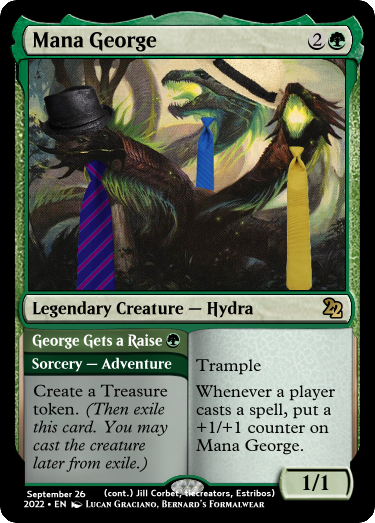 Mana George 2
Legendary Creature — Hydra
George Gets a Raise
Sorcery — Adventure
Create a Treasure
token. (Then exile
this card. You may
cast the creature
later from exile.)
Trample
Whenever a player
casts a spell, put a
+1/+1 counter on
Mana George.
1/1
September 26 (cont.) Jill Corbet, tiecreators, Estribos)
2022 • EN Lucan Graciano, Bernard's Formalwear